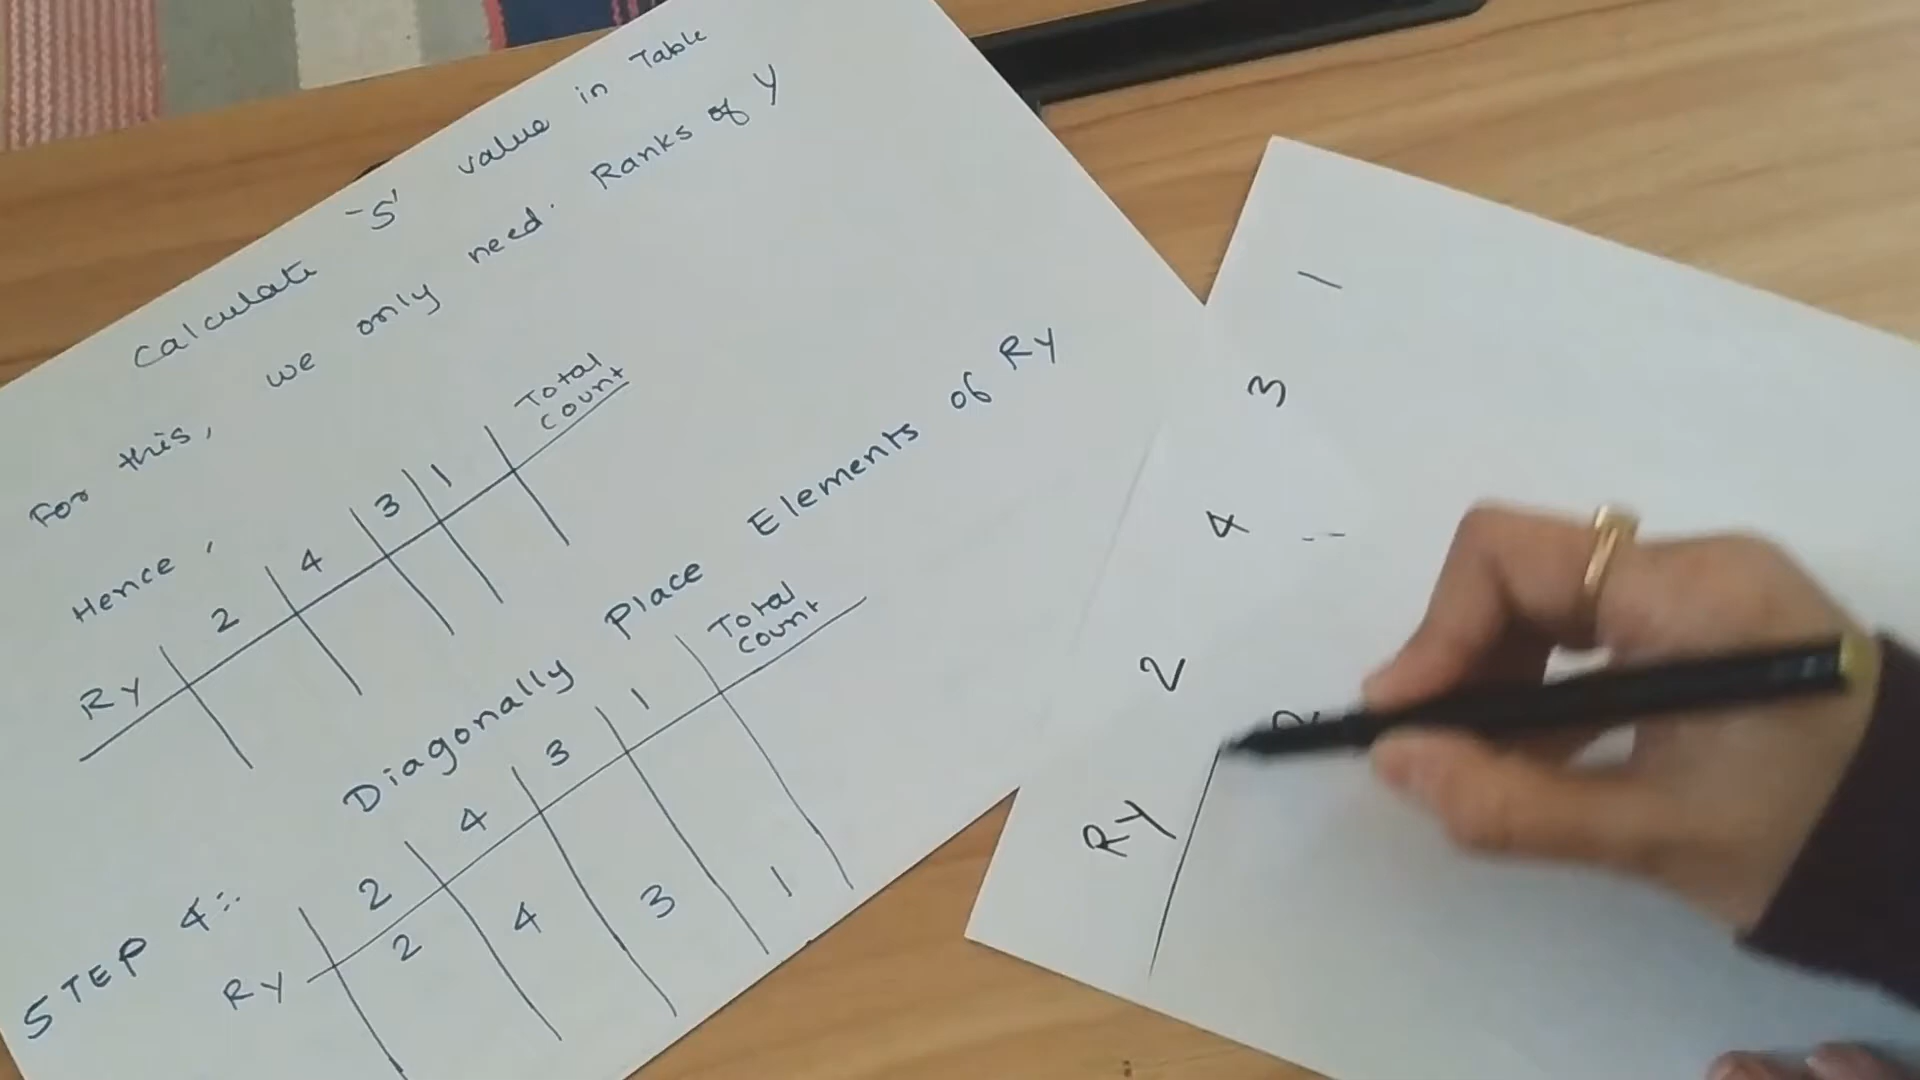 Calculate -S' value in Table
For this, we only need. Ranks of Y
Hence,
RY 2 4 3 1 Total count
STEP 4:- Diagonally Place Elements of RY
RY 2 4 3 1 Total count
2 4 3 1
RY 2 4 3 1